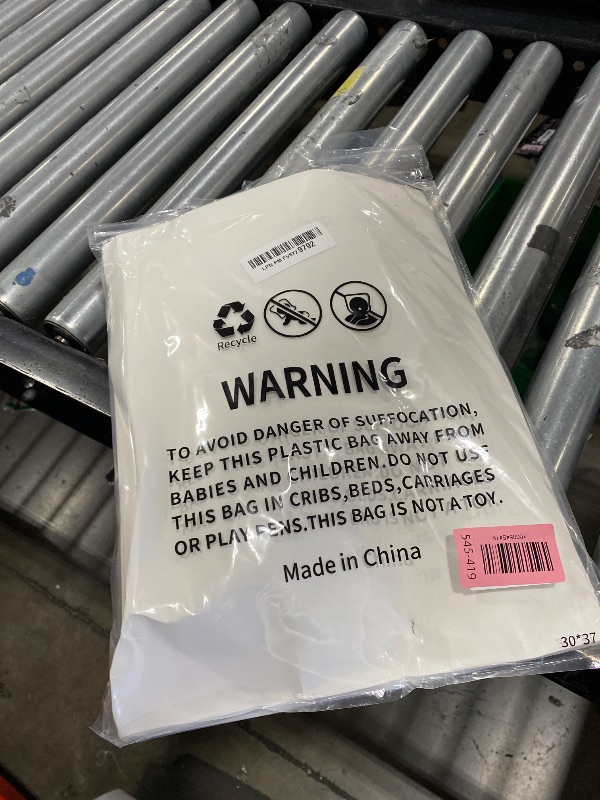 9702
Recycle
WARNING
TO AVOID DANGER OF SUFFOCATION,
KEEP THIS PLASTIC BAG AWAY FROM
BABIES AND CHILDREN.DO NOT USE
THIS BAG IN CRIBS,BEDS,CARRIAGES
OR PLAY PENS.THIS BAG IS NOT A TOY.
Made in China
545-419
30*37